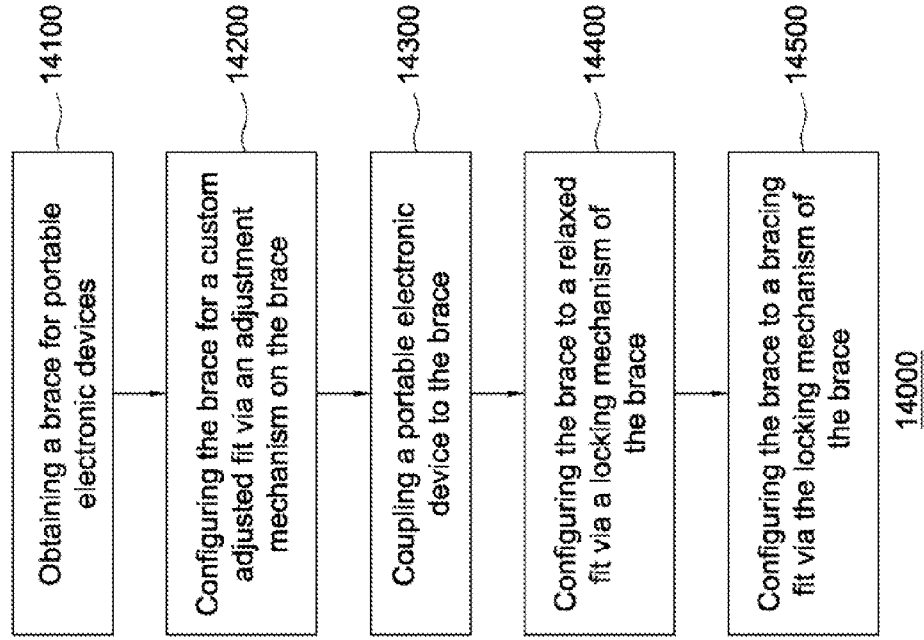 Obtaining a brace for portable
electronic devices
14100
Configuring the brace for a custom
adjusted fit via an adjustment
mechanism on the brace
14200
Coupling a portable electronic
device to the brace
14300
Configuring the brace to a relaxed
fit via a locking mechanism of
the brace
14400
Configuring the brace to a bracing
fit via the locking mechanism of
the brace
14500
14000